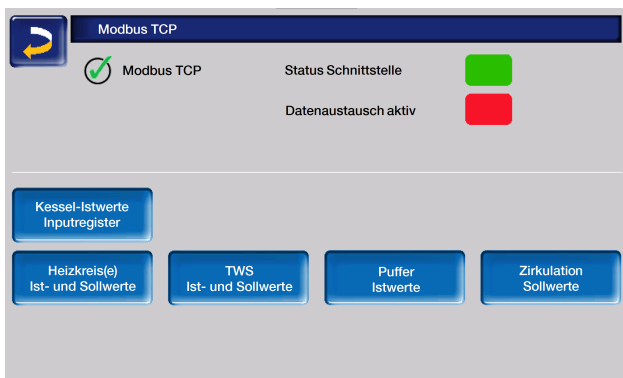 Modbus TCP
Modbus TCP
Status Schnittstelle
Datenaustausch aktiv
Kessel-Istwerte
Inputregister
Heizkreis(e)
Ist- und Sollwerte
TWS
Ist- und Sollwerte
Puffer
Istwerte
Zirkulation
Sollwerte